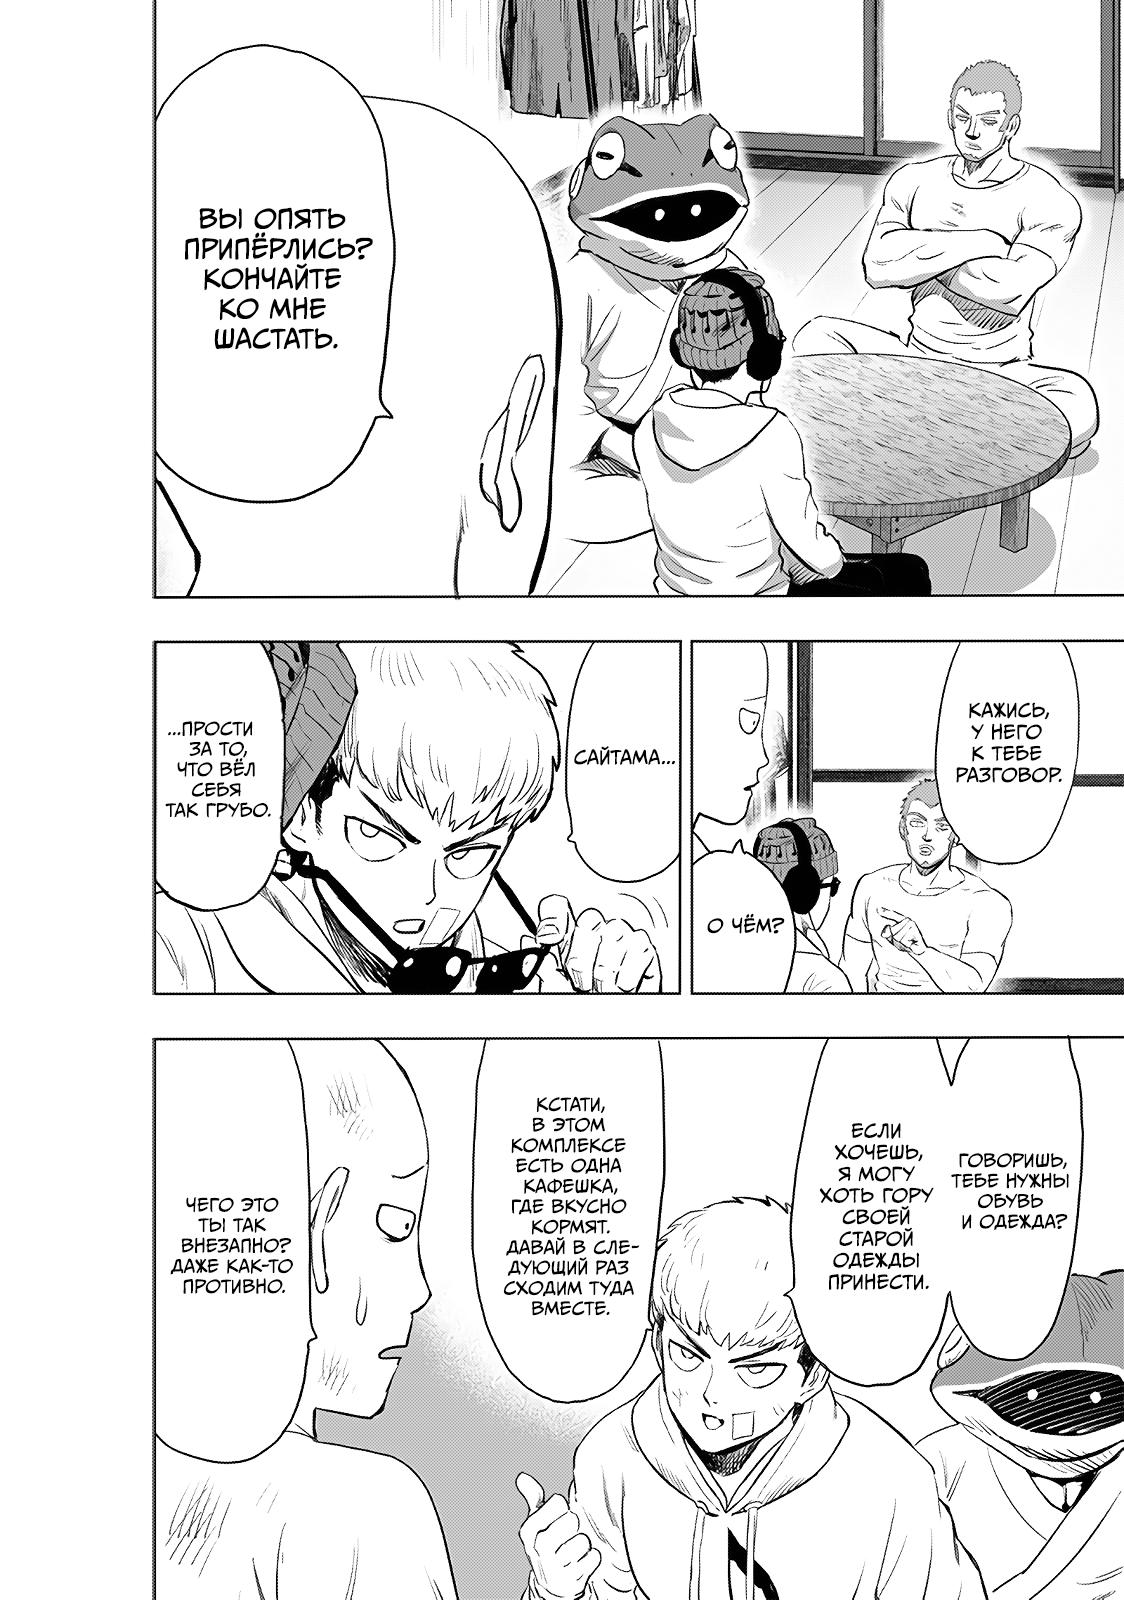 ВЫ ОПЯТЬ
ПРИПЁРЛИСЬ?
КОНЧАЙТЕ
КО МНЕ
ШАСТАТЬ.
КАЖИСЬ,
У НЕГО
К ТЕБЕ
РАЗГОВОР.
О ЧЁМ?
САЙТАМА...
...ПРОСТИ
ЗА ТО,
ЧТО ВЁЛ
СЕБЯ
ТАК ГРУБО.
ГОВОРИШЬ,
ТЕБЕ НУЖНЫ
ОБУВЬ
И ОДЕЖДА?
ЕСЛИ
ХОЧЕШЬ,
Я МОГУ
ХОТЬ ГОРУ
СВОЕЙ
СТАРОЙ
ОДЕЖДЫ
ПРИНЕСТИ.
КСТАТИ,
В ЭТОМ
КОМПЛЕКСЕ
ЕСТЬ ОДНА
КАФЕШКА,
ГДЕ ВКУСНО
КОРМЯТ.
ДАВАЙ В СЛЕ-
ДУЮЩИЙ РАЗ
СХОДИМ ТУДА
ВМЕСТЕ.
ЧЕГО ЭТО
ТЫ ТАК
ВНЕЗАПНО?
ДАЖЕ КАК-ТО
ПРОТИВНО.